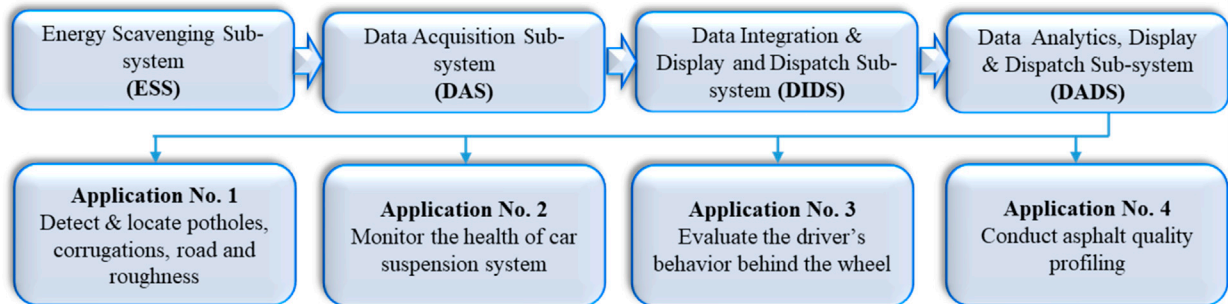 Energy Scavenging Sub-
system
(ESS)
Data Acquisition Sub-
system
(DAS)
Data Integration &
Display and Dispatch Sub-
system (DIDS)
Data Analytics, Display
& Dispatch Sub-system
(DADS)
Application No. 1
Detect & locate potholes,
corrugations, road and
roughness
Application No. 2
Monitor the health of car
suspension system
Application No. 3
Evaluate the driver's
behavior behind the wheel
Application No. 4
Conduct asphalt quality
profiling